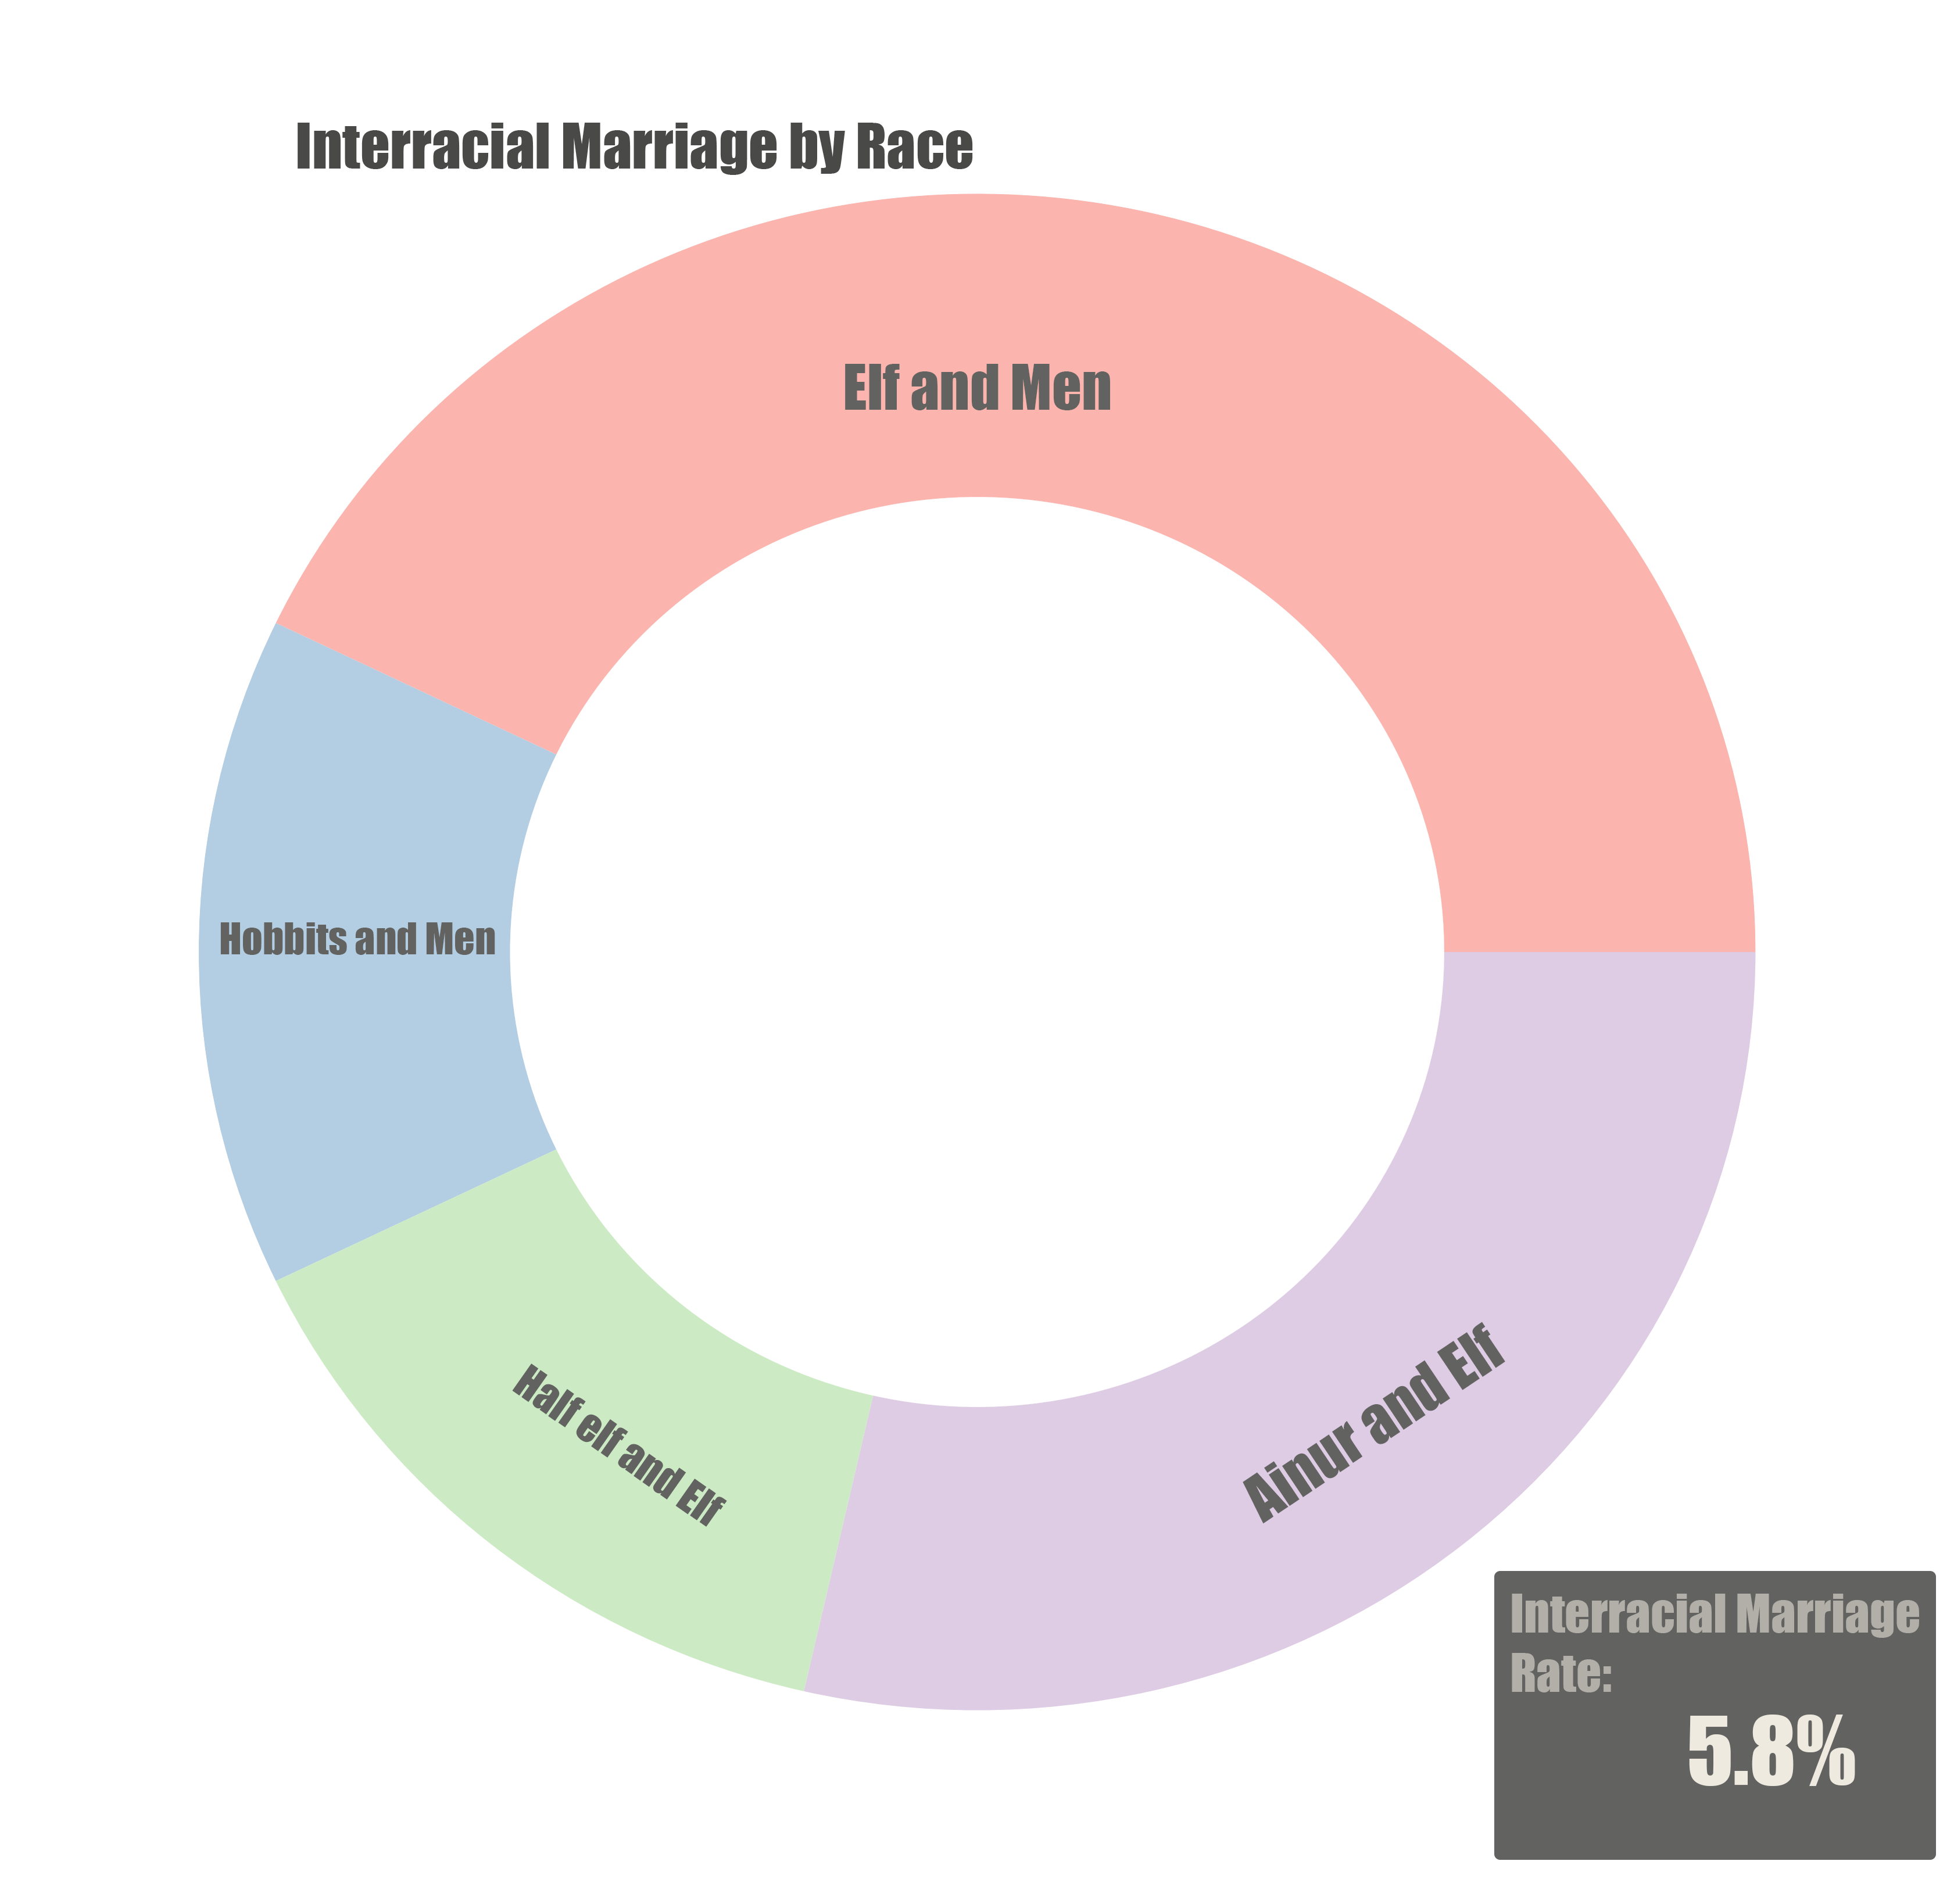 Interracial Marriage by Race
Elf and Men
Hobbits and Men
Half elf and Elf
Ainur and Elf
Interracial Marriage
Rate:
5.8%